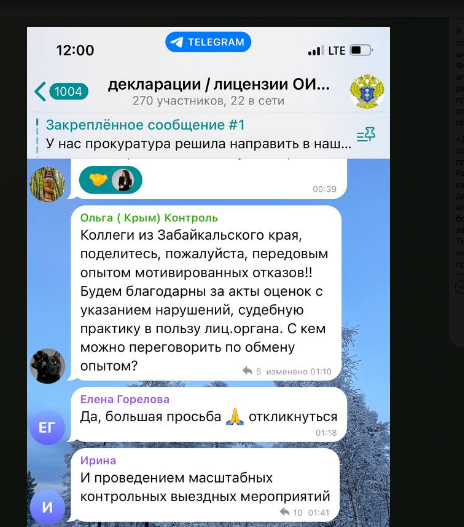 12:00
TELEGRAM
LTE
1004
декларации / лицензии ОИ...
270 участников, 22 в сети
Закреплённое сообщение #1
У нас прокуратура решила направить в наш...
00:39
Ольга ( Крым) Контроль
Коллеги из Забайкальского края,
поделитесь, пожалуйста, передовым
опытом мотивированных отказов!!
Будем благодарны за акты оценок с
указанием нарушений, судебную
практику в пользу лиц.органа. С кем
можно переговорить по обмену
опытом?
5 изменено 01:10
Елена Горелова
Да, большая просьба 🙏 откликнуться
01:18
ЕГ
Ирина
И проведением масштабных
контрольных выездных мероприятий
10 01:41
И